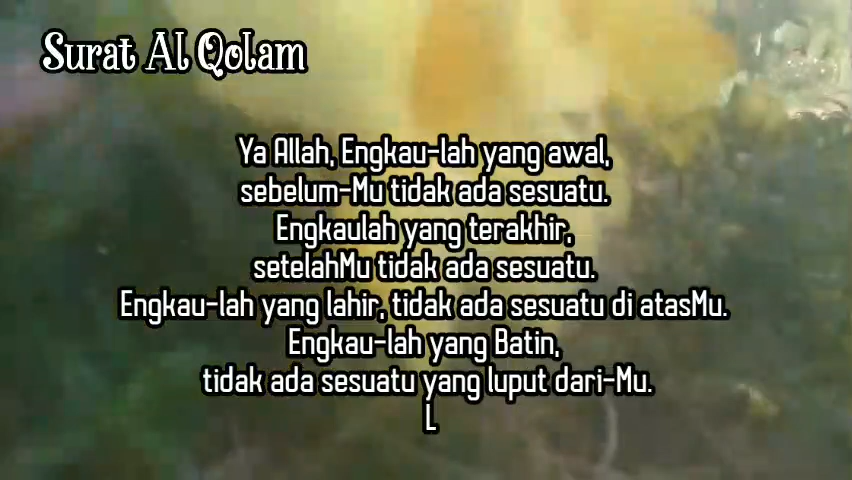 Surat Al Qolam
Ya Allah, Engkau-lah yang awal,
sebelum-Mu tidak ada sesuatu.
Engkaulah yang terakhir,
setelahMu tidak ada sesuatu.
Engkau-lah yang lahir, tidak ada sesuatu di atasMu.
Engkau-lah yang Batin,
tidak ada sesuatu yang luput dari-Mu.
L